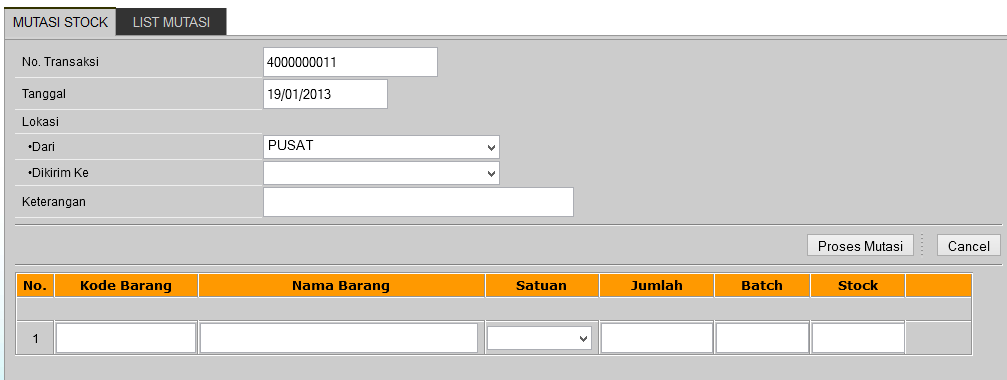 MUTASI STOCK LIST MUTASI
No. Transaksi 4000000011
Tanggal 19/01/2013
Lokasi
•Dari PUSAT
•Dikirim Ke
Keterangan
Proses Mutasi Cancel
No. Kode Barang Nama Barang Satuan Jumlah Batch Stock
1